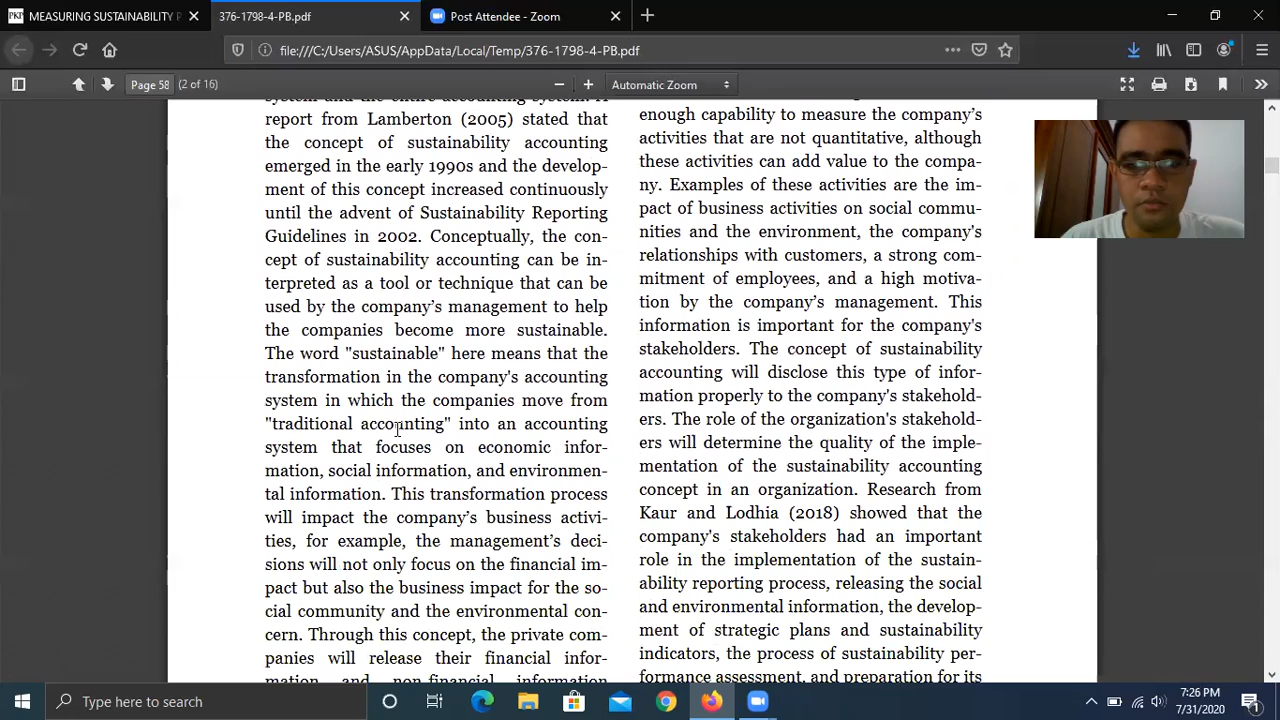 MEASURING SUSTAINABILITY P
376-1798-4-PB.pdf
Post Attendee - Zoom
file:///C:/Users/ASUS/AppData/Local/Temp/376-1798-4-PB.pdf
Page 58 (2 of 16)
Automatic Zoom
system and the entire accounting system. A
report from Lamberton (2005) stated that
the concept of sustainability accounting
emerged in the early 1990s and the develop-
ment of this concept increased continuously
until the advent of Sustainability Reporting
Guidelines in 2002. Conceptually, the con-
cept of sustainability accounting can be in-
terpreted as a tool or technique that can be
used by the company's management to help
the companies become more sustainable.
The word "sustainable" here means that the
transformation in the company's accounting
system in which the companies move from
"traditional accounting" into an accounting
system that focuses on economic infor-
mation, social information, and environmen-
tal information. This transformation process
will impact the company's business activi-
ties, for example, the management's deci-
sions will not only focus on the financial im-
pact but also the business impact for the so-
cial community and the environmental con-
cern. Through this concept, the private com-
panies will release their financial infor-
mation and non-financial information
enough capability to measure the company's
activities that are not quantitative, although
these activities can add value to the compa-
ny. Examples of these activities are the im-
pact of business activities on social commu-
nities and the environment, the company's
relationships with customers, a strong com-
mitment of employees, and a high motiva-
tion by the company's management. This
information is important for the company's
stakeholders. The concept of sustainability
accounting will disclose this type of infor-
mation properly to the company's stakehold-
ers. The role of the organization's stakehold-
ers will determine the quality of the imple-
mentation of the sustainability accounting
concept in an organization. Research from
Kaur and Lodhia (2018) showed that the
company's stakeholders had an important
role in the implementation of the sustain-
ability reporting process, releasing the social
and environmental information, the develop-
ment of strategic plans and sustainability
indicators, the process of sustainability per-
formance assessment, and preparation for its
Type here to search
7:26 PM
7/31/2020